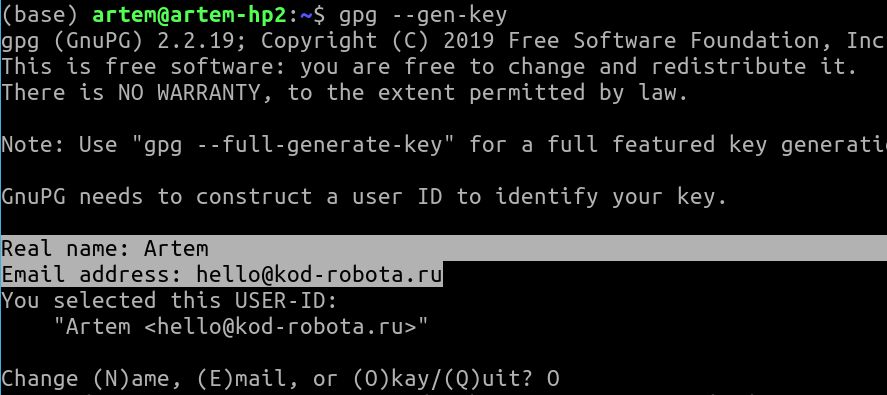 (base) artem@artem-hp2:~$ gpg --gen-key
gpg (GnuPG) 2.2.19; Copyright (C) 2019 Free Software Foundation, Inc
This is free software: you are free to change and redistribute it.
There is NO WARRANTY, to the extent permitted by law.
Note: Use "gpg --full-generate-key" for a full featured key generati
GnuPG needs to construct a user ID to identify your key.
Real name: Artem
Email address: hello@kod-robota.ru
You selected this USER-ID:
"Artem <hello@kod-robota.ru>"
Change (N)ame, (E)mail, or (O)kay/(Q)uit? O